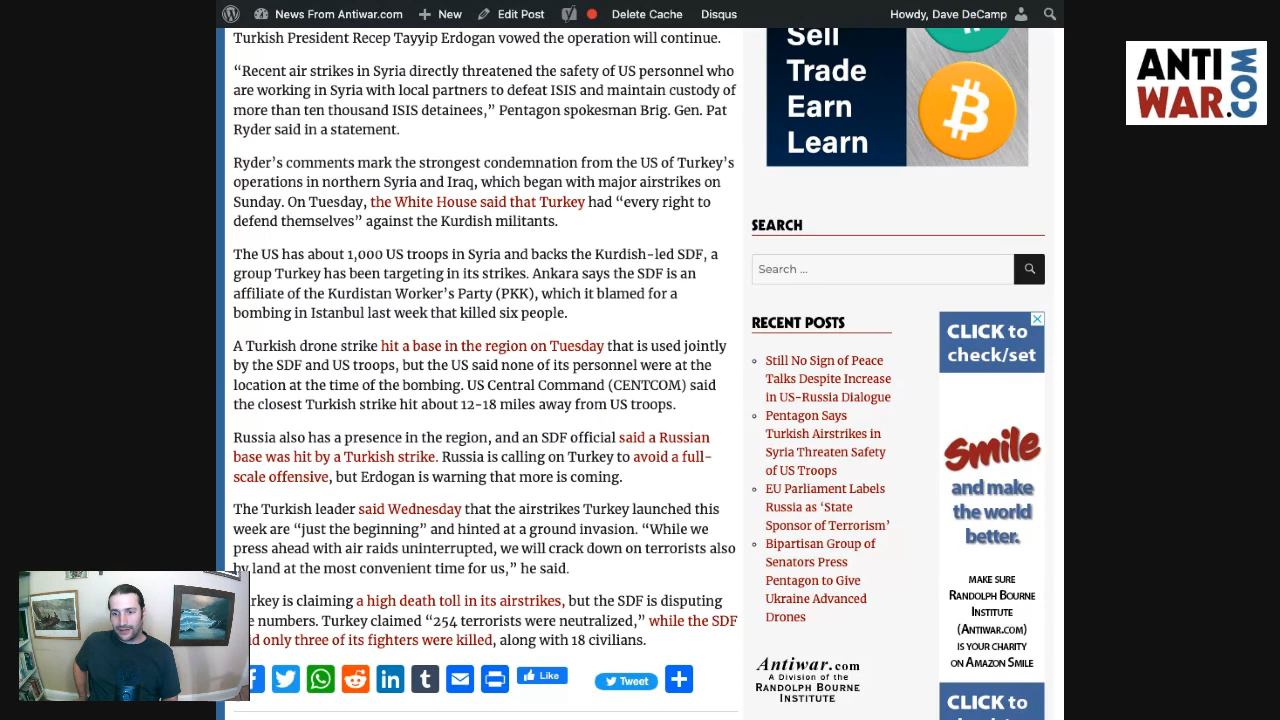 News From Antiwar.com
New
Edit Post
Delete Cache
Disqus
Howdy, Dave DeCamp
Turkish President Recep Tayyip Erdogan vowed the operation will continue.
“Recent air strikes in Syria directly threatened the safety of US personnel who
are working in Syria with local partners to defeat ISIS and maintain custody of
more than ten thousand ISIS detainees,” Pentagon spokesman Brig. Gen. Pat
Ryder said in a statement.
Ryder’s comments mark the strongest condemnation from the US of Turkey’s
operations in northern Syria and Iraq, which began with major airstrikes on
Sunday. On Tuesday, the White House said that Turkey had “every right to
defend themselves” against the Kurdish militants.
The US has about 1,000 US troops in Syria and backs the Kurdish-led SDF, a
group Turkey has been targeting in its strikes. Ankara says the SDF is an
affiliate of the Kurdistan Worker’s Party (PKK), which it blamed for a
bombing in Istanbul last week that killed six people.
A Turkish drone strike hit a base in the region on Tuesday that is used jointly
by the SDF and US troops, but the US said none of its personnel were at the
location at the time of the bombing. US Central Command (CENTCOM) said
the closest Turkish strike hit about 12-18 miles away from US troops.
Russia also has a presence in the region, and an SDF official said a Russian
base was hit by a Turkish strike. Russia is calling on Turkey to avoid a full-
scale offensive, but Erdogan is warning that more is coming.
The Turkish leader said Wednesday that the airstrikes Turkey launched this
week are “just the beginning” and hinted at a ground invasion. “While we
press ahead with air raids uninterrupted, we will crack down on terrorists also
by land at the most convenient time for us,” he said.
urkey is claiming a high death toll in its airstrikes, but the SDF is disputing
e numbers. Turkey claimed “254 terrorists were neutralized,” while the SDF
id only three of its fighters were killed, along with 18 civilians.
Like
Tweet
Sell
Trade
Earn
Learn
SEARCH
Search ...
RECENT POSTS
Still No Sign of Peace
Talks Despite Increase
in US-Russia Dialogue
Pentagon Says
Turkish Airstrikes in
Syria Threaten Safety
of US Troops
EU Parliament Labels
Russia as ‘State
Sponsor of Terrorism’
Bipartisan Group of
Senators Press
Pentagon to Give
Ukraine Advanced
Drones
Antiwar.com
A Division of the
RANDOLPH BOURNE
INSTITUTE
CLICK to
check/set
Smile
and make
the world
better.
MAKE SURE
RANDOLPH BOURNE
INSTITUTE
(ANTIWAR.COM)
IS YOUR CHARITY
ON AMAZON SMILE
CLICK to
ANTI
WAR.COM